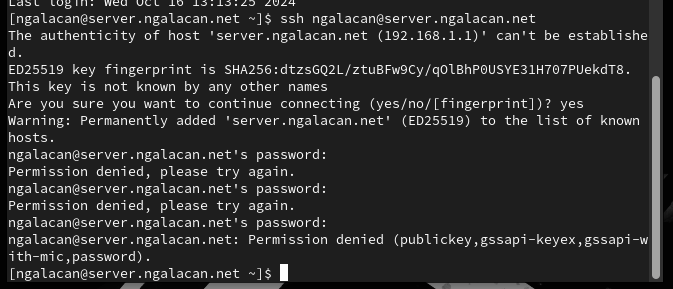 Last login: Wed Oct 16 13:13:25 2024
[ngalacan@server.ngalacan.net ~]$ ssh ngalacan@server.ngalacan.net
The authenticity of host 'server.ngalacan.net (192.168.1.1)' can't be establishe
d.
ED25519 key fingerprint is SHA256:dtzsGQ2L/ztuBFw9Cy/qOlBhP0USYE31H707PUekdT8.
This key is not known by any other names
Are you sure you want to continue connecting (yes/no/[fingerprint])? yes
Warning: Permanently added 'server.ngalacan.net' (ED25519) to the list of known
hosts.
ngalacan@server.ngalacan.net's password:
Permission denied, please try again.
ngalacan@server.ngalacan.net's password:
Permission denied, please try again.
ngalacan@server.ngalacan.net's password:
ngalacan@server.ngalacan.net: Permission denied (publickey,gssapi-keyex,gssapi-w
ith-mic,password).
[ngalacan@server.ngalacan.net ~]$